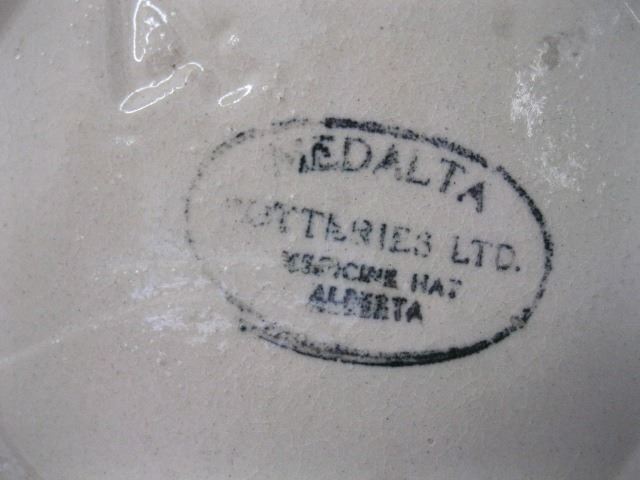 MEDALTA
POTTERIES LTD.
MEDICINE HAT
ALBERTA